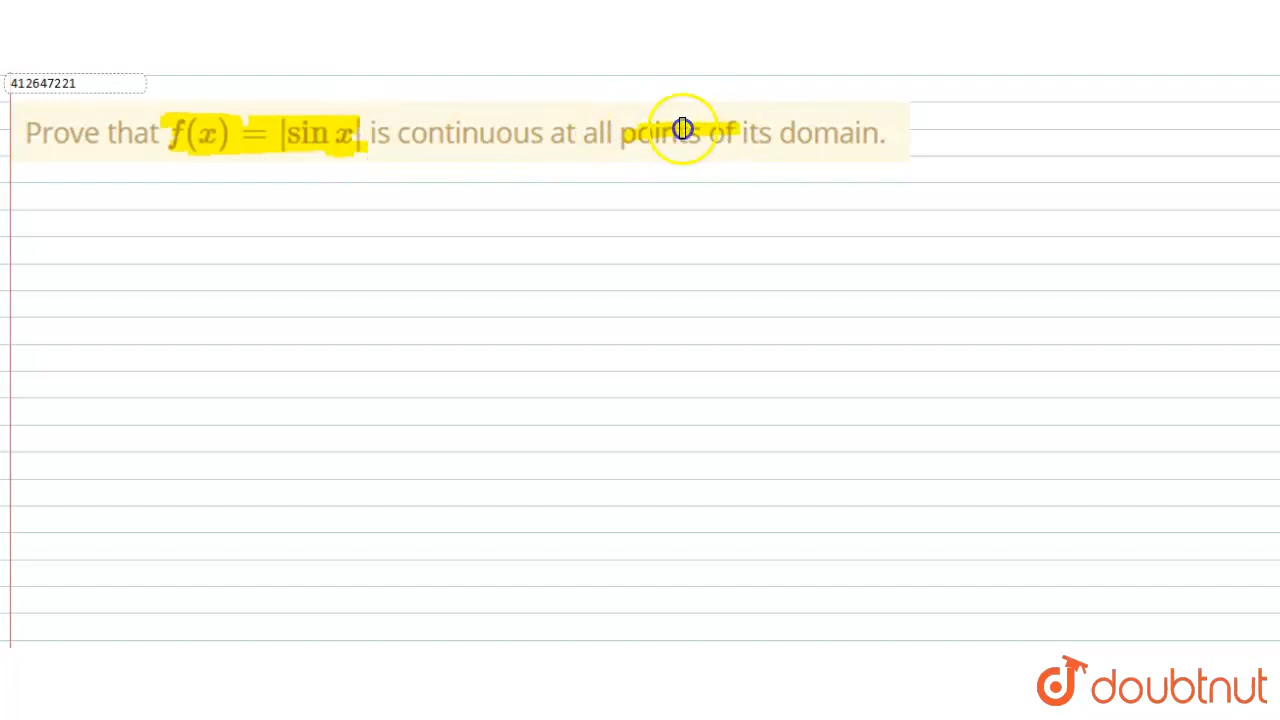 412647221
Prove that f(x) = |sin x| is continuous at all points of its domain.
doubtnut